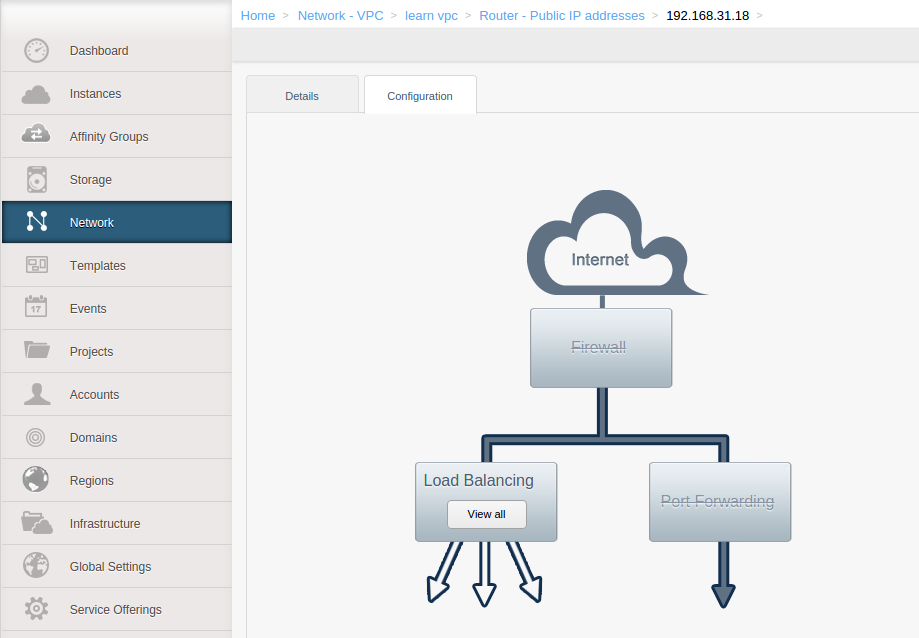 Home > Network - VPC > learn vpc > Router - Public IP addresses > 192.168.31.18 >
Dashboard
Instances
Affinity Groups
Storage
Network
Templates
17
Events
Projects
Accounts
Domains
Regions
Infrastructure
Global Settings
Service Offerings
Details
Configuration
Internet
Firewall
Load Balancing
View all
Port Forwarding